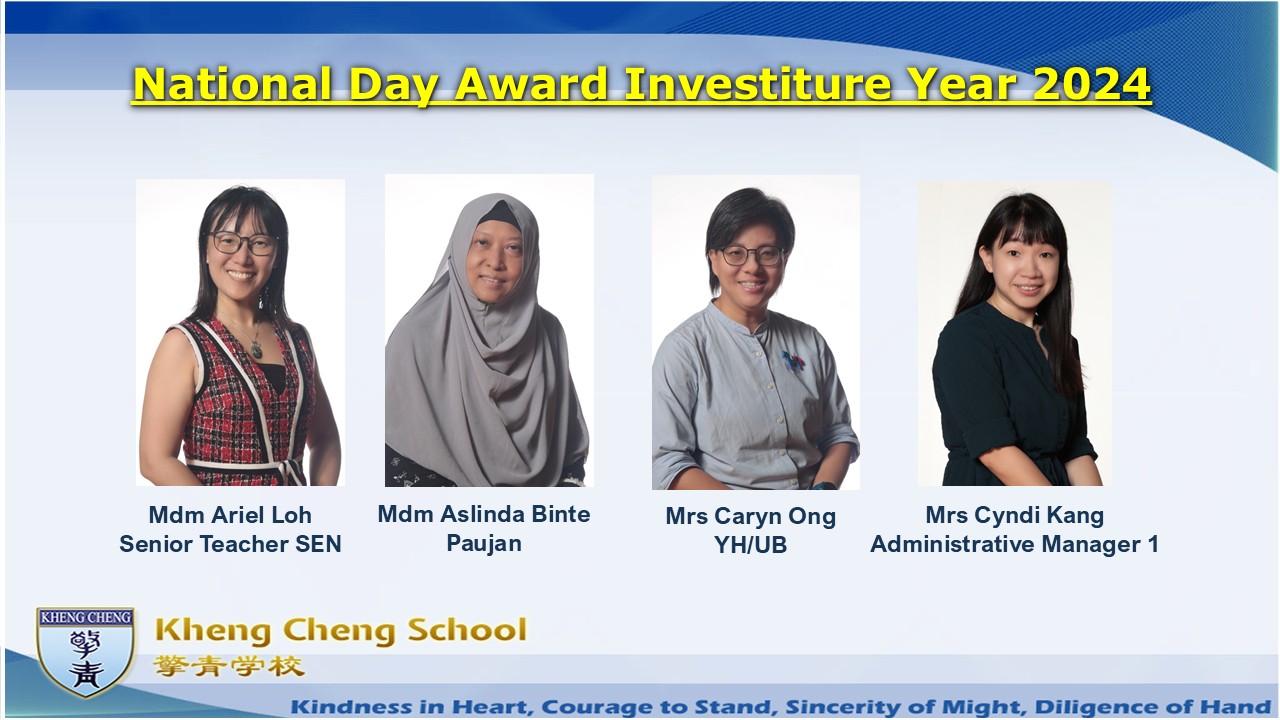 National Day Award Investiture Year 2024
Mdm Ariel Loh
Senior Teacher SEN
Mdm Aslinda Binte
Paujan
Mrs Caryn Ong
YH/UB
Mrs Cyndi Kang
Administrative Manager 1
KHENG CHENG
擎青
Kheng Cheng School
擎青学校
Kindness in Heart, Courage to Stand, Sincerity of Might, Diligence of Hand